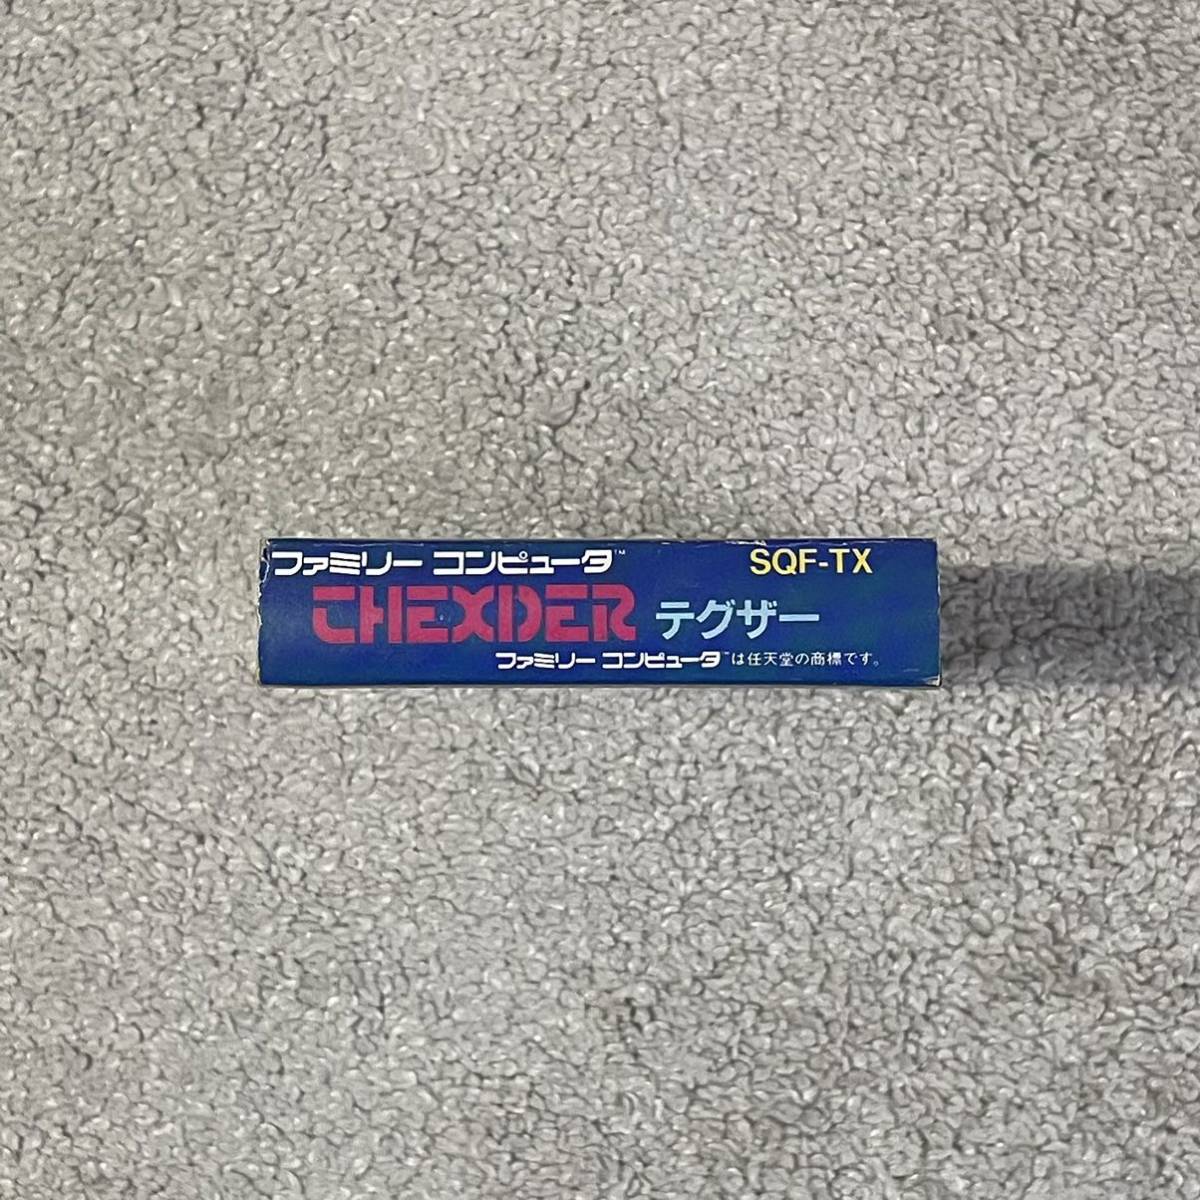 ファミリー コンピュータ™ SQF-TX
THEXDER テグザー
ファミリー コンピュータ™は任天堂の商標です。